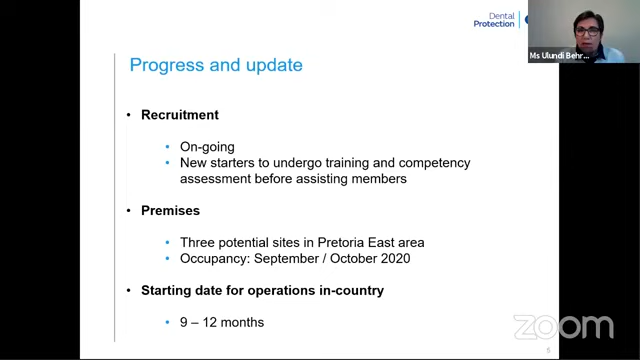 Dental
Protection
Ms Ulundi Behr...
Progress and update
• Recruitment
• On-going
• New starters to undergo training and competency
assessment before assisting members
• Premises
• Three potential sites in Pretoria East area
• Occupancy: September / October 2020
• Starting date for operations in-country
• 9 – 12 months
zoom
5